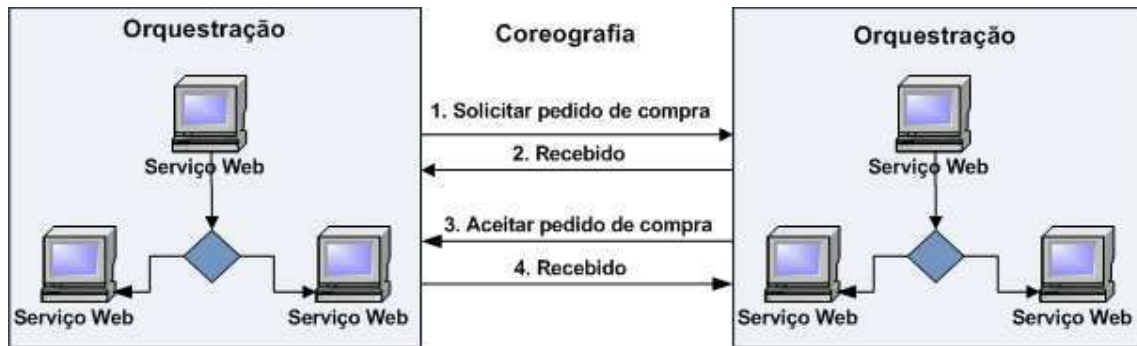 Orquestração
Coreografia
Orquestração
1. Solicitar pedido de compra
Serviço Web
2. Recebido
Serviço Web
3. Aceitar pedido de compra
4. Recebido
Serviço Web
Serviço Web
Serviço Web
Serviço Web